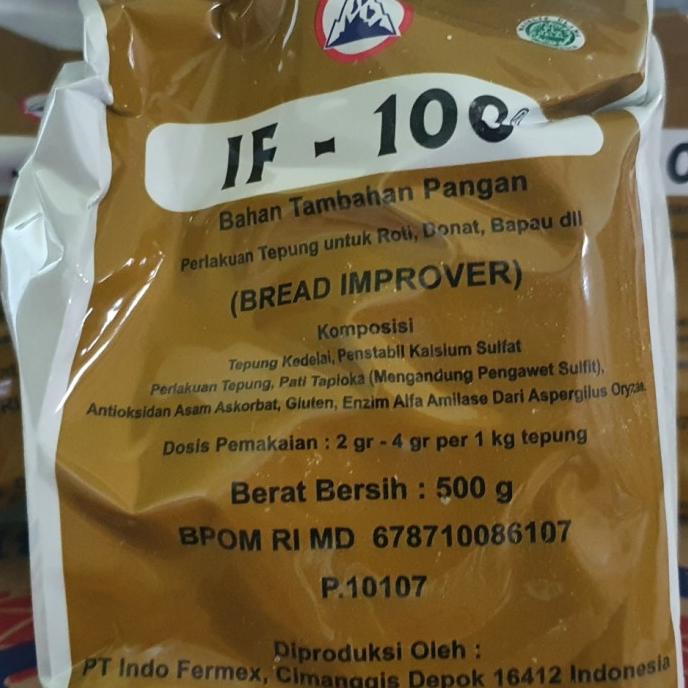 IF - 100
Bahan Tambahan Pangan
Perlakuan Tepung untuk Roti, Donat, Bapau dll
(BREAD IMPROVER)
Komposisi
Tepung Kedelai, Penstabil Kalsium Sulfat
Perlakuan Tepung, Pati Tapioka (Mengandung Pengawet Sulfit),
Antioksidan Asam Askorbat, Gluten, Enzim Alfa Amilase Dari Aspergilus Oryzae.
Dosis Pemakaian : 2 gr - 4 gr per 1 kg tepung
Berat Bersih : 500 g
BPOM RI MD 678710086107
P.10107
Diproduksi Oleh :
PT Indo Fermex, Cimanggis Depok 16412 Indonesia